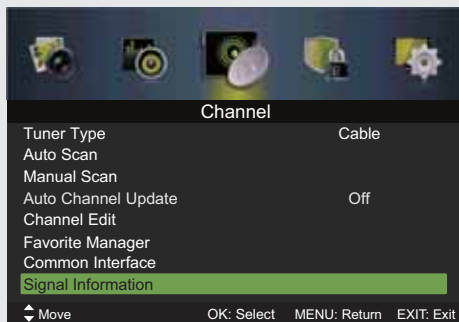 Channel
Tuner Type Cable
Auto Scan
Manual Scan
Auto Channel Update Off
Channel Edit
Favorite Manager
Common Interface
Signal Information
Move OK: Select MENU: Return EXIT: Exit